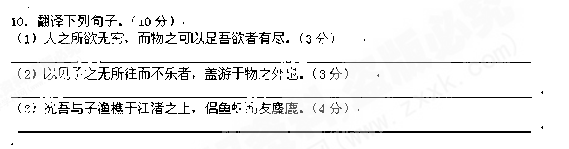 10. 翻译下列句子。(10分)
(1) 人之所欲无穷，而物之可以足吾欲者有尽。(3分)
(2) 以见予之无所往而不乐者，盖游于物之外也。(3分)
(3) 况吾与子渔樵于江渚之上，侣鱼虾而友麋鹿。(4分)